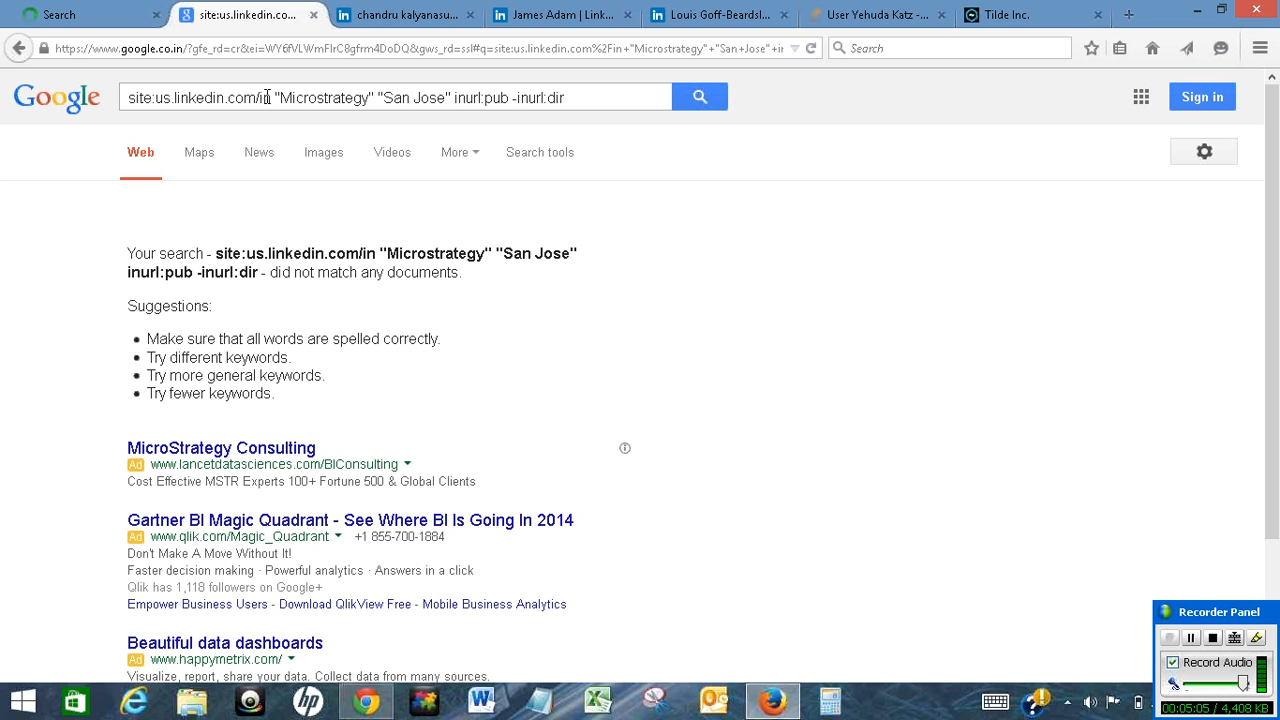 Search
site:us.linkedin.com/i...
chandru kalyanasu...
James Adam | Link...
Louis Goff-Beardsl...
User Yehuda Katz - ...
Tilde Inc.
https://www.google.co.in/?gfe_rd=cr&ei=WY6fVLWmFIrC8gfrm4DoDQ&gws_rd=ssl#q=site:us.linkedin.com%2Fin+"Microstrategy"+"San+Jose"+i
Search
Google
site:us.linkedin.com/in "Microstrategy" "San Jose" inurl:pub -inurl:dir
Sign in
Web
Maps
News
Images
Videos
More
Search tools
Your search - site:us.linkedin.com/in "Microstrategy" "San Jose"
inurl:pub -inurl:dir - did not match any documents.
Suggestions:
Make sure that all words are spelled correctly.
Try different keywords.
Try more general keywords.
Try fewer keywords.
MicroStrategy Consulting
Ad www.lancetdatasciences.com/BIConsulting
Cost Effective MSTR Experts 100+ Fortune 500 & Global Clients
Gartner BI Magic Quadrant - See Where BI Is Going In 2014
Ad www.qlik.com/Magic_Quadrant +1 855-700-1884
Don't Make A Move Without It!
Faster decision making · Powerful analytics · Answers in a click
Qlik has 1,118 followers on Google+
Empower Business Users - Download QlikView Free - Mobile Business Analytics
Beautiful data dashboards
Ad www.happymetrix.com/
Visualize, report, share your data. Collect data from many souces.
Recorder Panel
Record Audio
00:05:05 / 4,408 KB